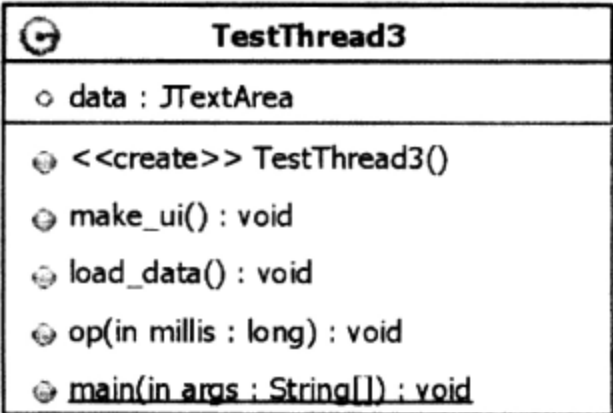 TestThread3
data : JTextArea
<<create>> TestThread3()
make_ui() : void
load_data() : void
op(in millis : long) : void
main(in args : String[]) : void